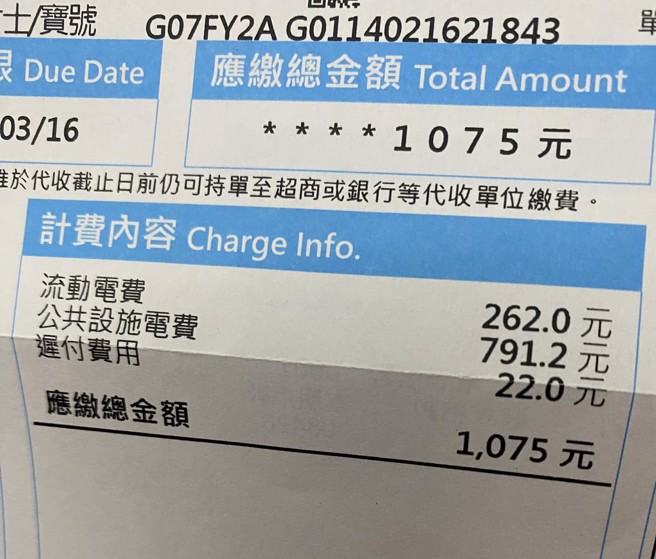 士/寶號 G07FY2A G0114021621843
Due Date
應繳總金額 Total Amount
03/16
****1075元
於代收截止日前仍可持單至超商或銀行等代收單位繳費。
計費內容 Charge Info.
流動電費 262.0 元
公共設施電費 791.2 元
遲付費用 22.0 元
應繳總金額 1,075 元